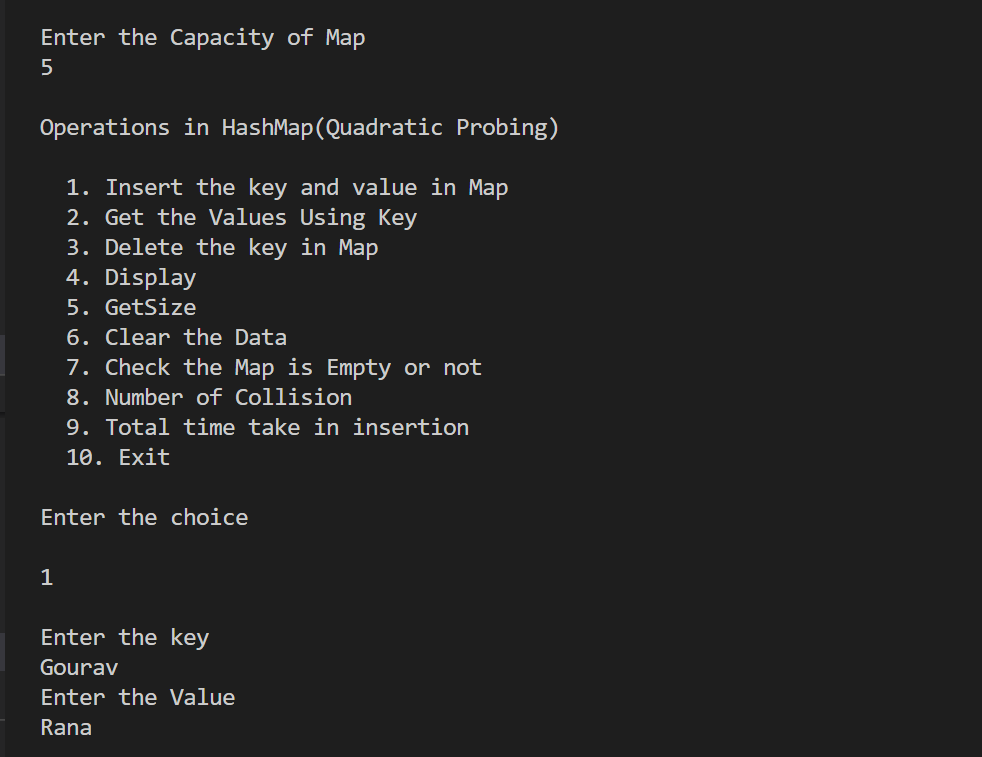 Enter the Capacity of Map
5
Operations in HashMap(Quadratic Probing)
1. Insert the key and value in Map
2. Get the Values Using Key
3. Delete the key in Map
4. Display
5. GetSize
6. Clear the Data
7. Check the Map is Empty or not
8. Number of Collision
9. Total time take in insertion
10. Exit
Enter the choice
1
Enter the key
Gourav
Enter the Value
Rana